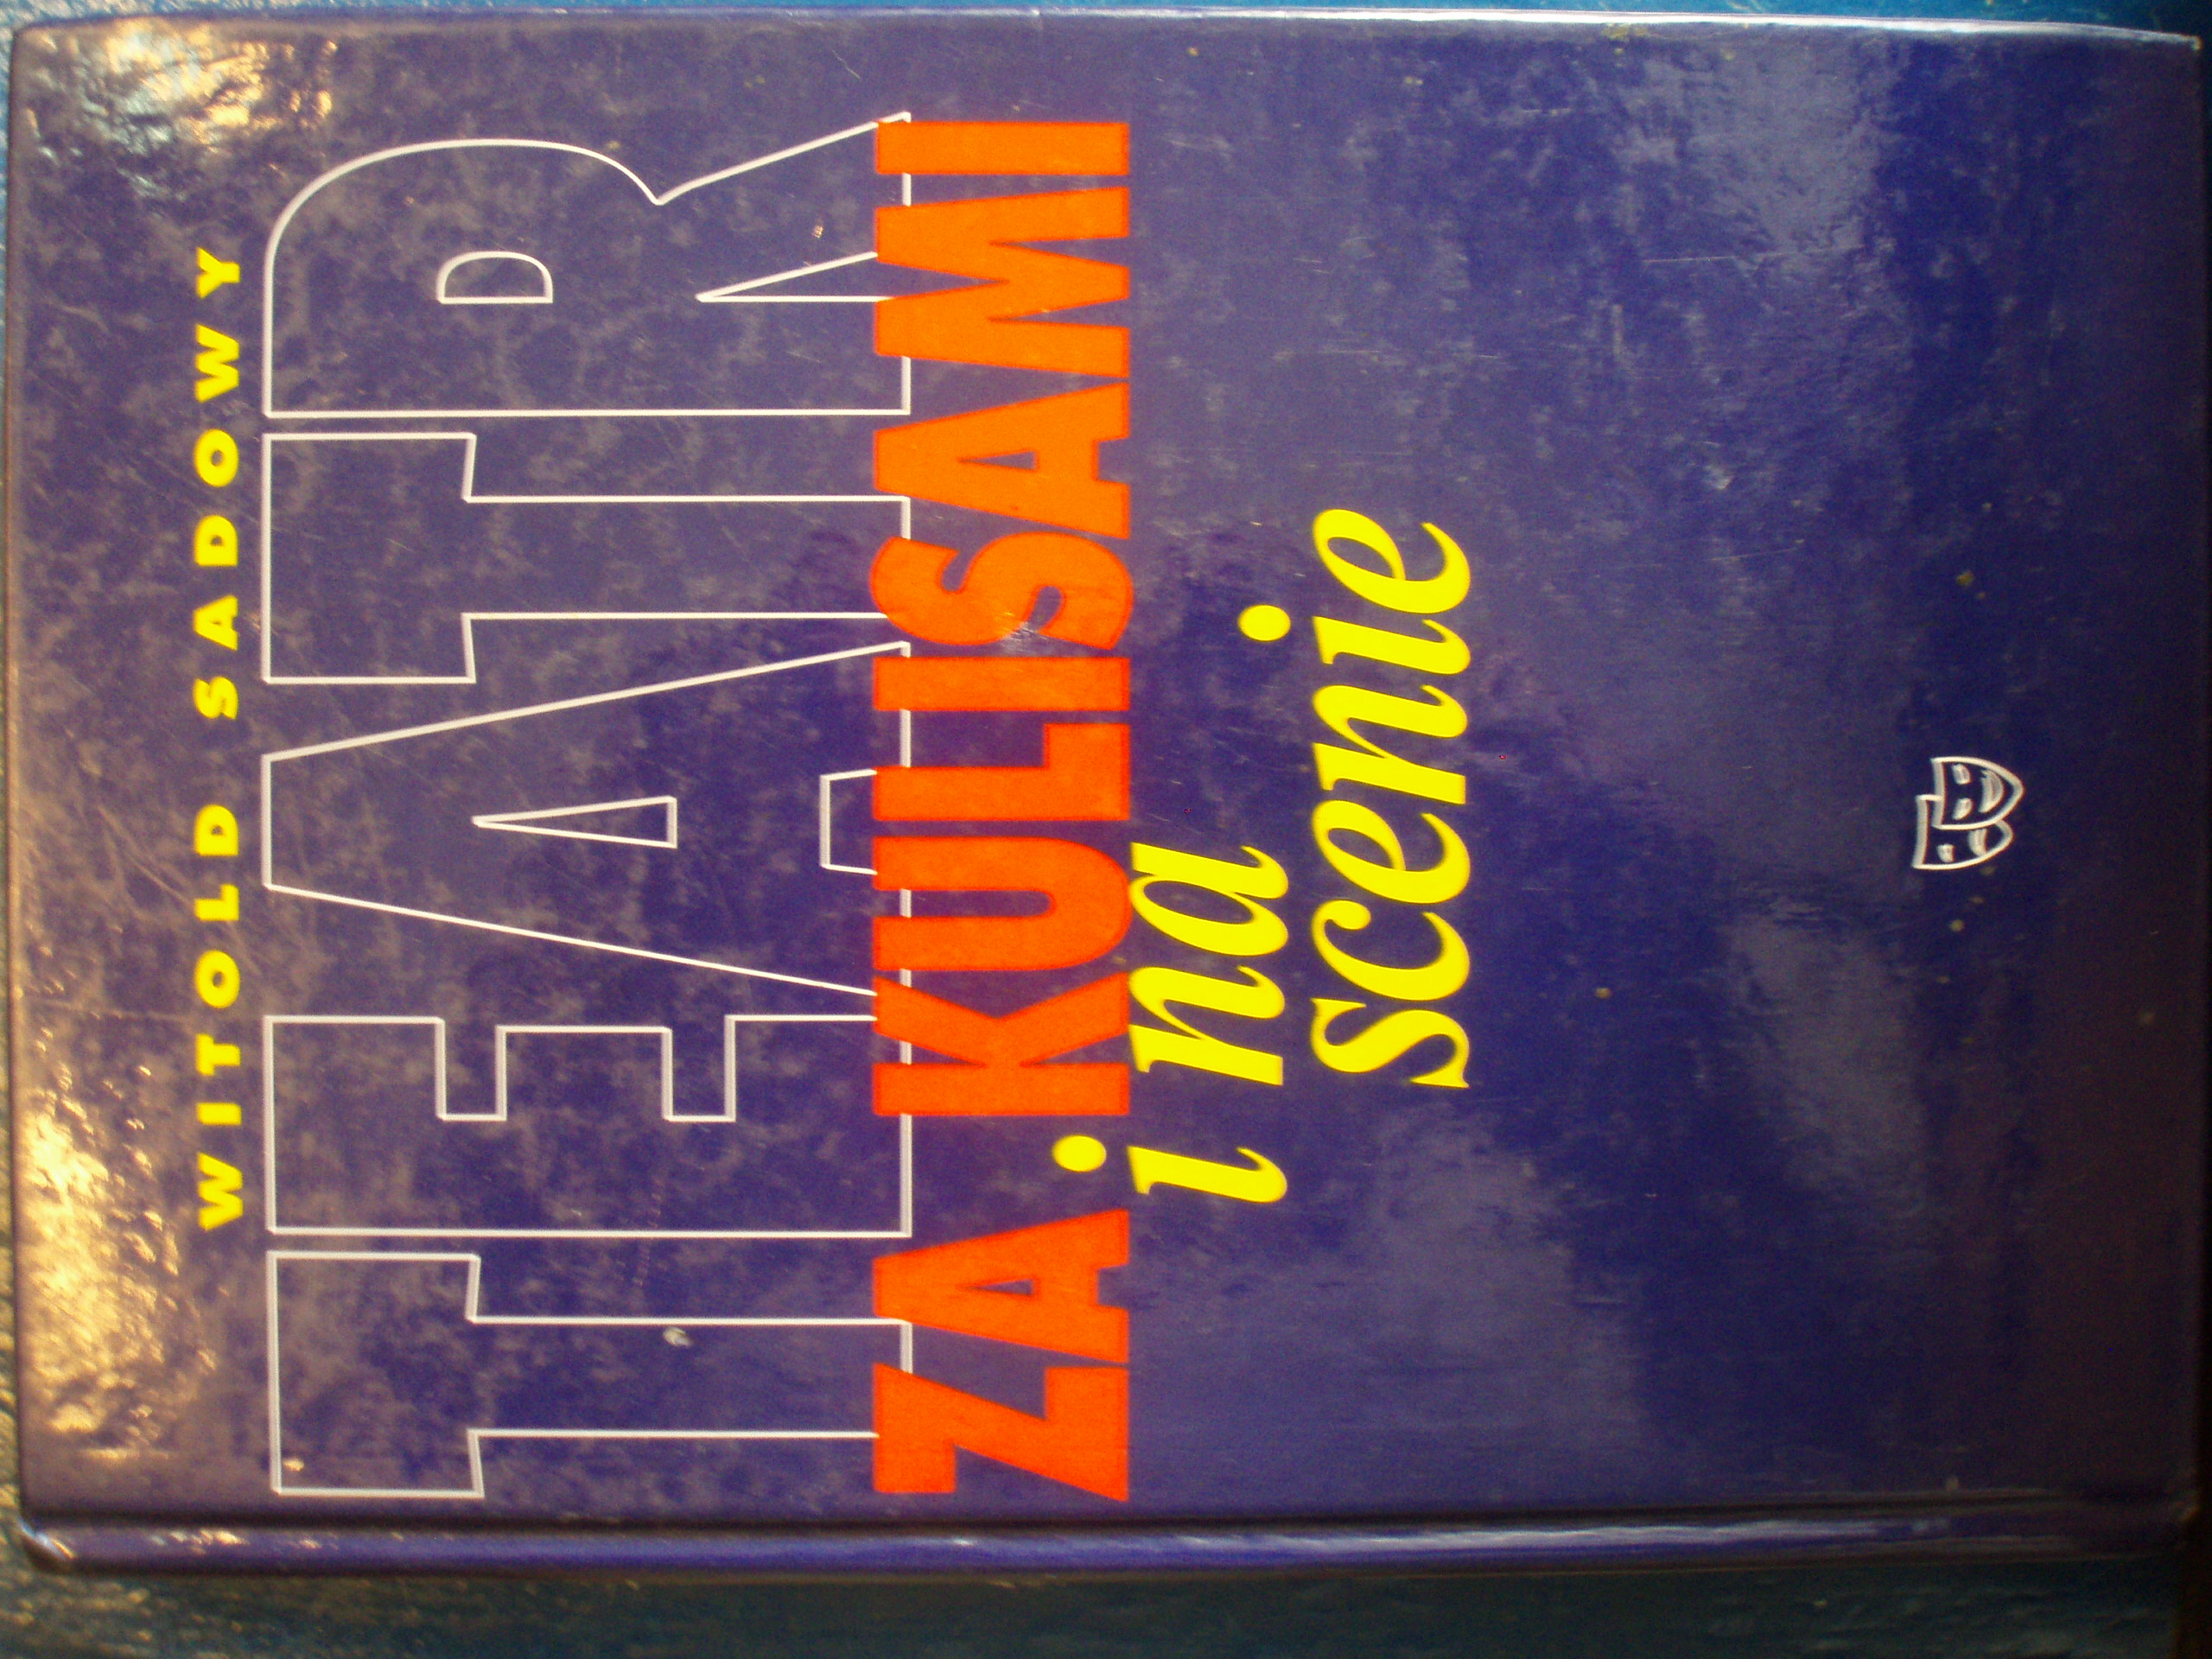 WITOLD SADOWY
TEATR
ZA KULISAMI
i na
scenie